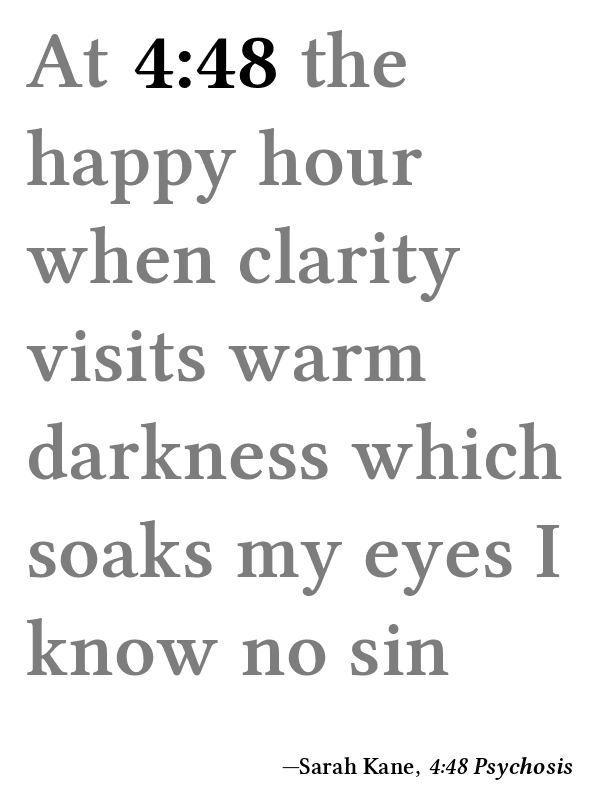 At 4:48 the
happy hour
when clarity
visits warm
darkness which
soaks my eyes I
know no sin
—Sarah Kane, 4:48 Psychosis